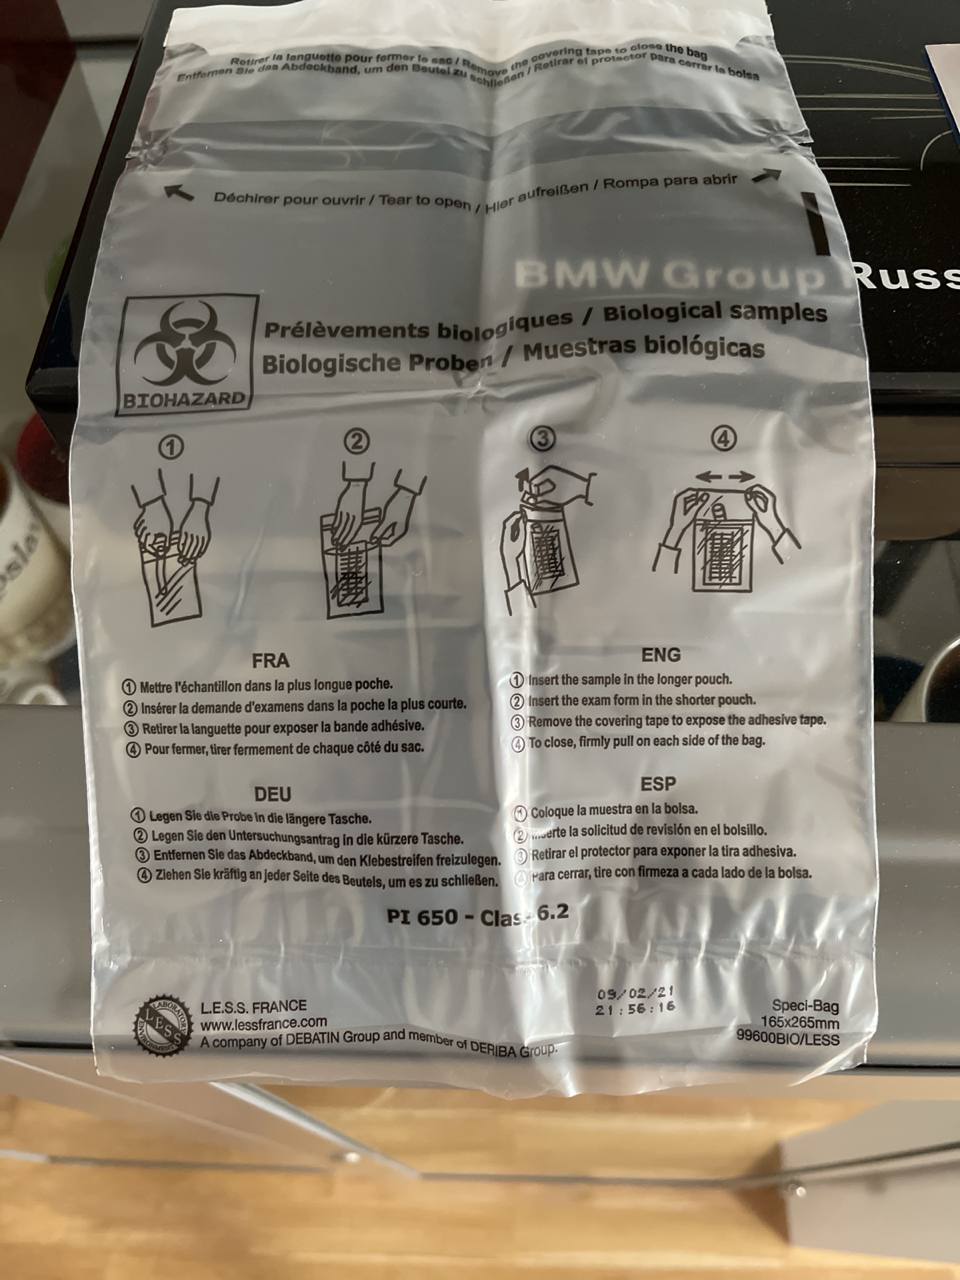 Retirer la languette pour fermer le sac / Remove the covering tape to close the bag
Entfernen Sie das Abdeckband, um den Beutel zu schließen / Retirar el protector para cerrar la bolsa
Déchirer pour ouvrir / Tear to open / Hier aufreißen / Rompa para abrir
BMW Group Russ
Prélèvements biologiques / Biological samples
Biologische Proben / Muestras biológicas
BIOHAZARD
1 2 3 4
FRA
1 Mettre l'échantillon dans la plus longue poche.
2 Insérer la demande d'examens dans la poche la plus courte.
3 Retirer la languette pour exposer la bande adhésive.
4 Pour fermer, tirer fermement de chaque côté du sac.
ENG
1 Insert the sample in the longer pouch.
2 Insert the exam form in the shorter pouch.
3 Remove the covering tape to expose the adhesive tape.
4 To close, firmly pull on each side of the bag.
DEU
1 Legen Sie die Probe in die längere Tasche.
2 Legen Sie den Untersuchungsantrag in die kürzere Tasche.
3 Entfernen Sie das Abdeckband, um den Klebestreifen freizulegen.
4 Ziehen Sie kräftig an jeder Seite des Beutels, um es zu schließen.
ESP
1 Coloque la muestra en la bolsa.
2 la solicitud de revisión en el bolsillo.
3 Retirar el protector para exponer la tira adhesiva.
4 Para cerrar, tire con firmeza a cada lado de la bolsa.
PI 650 - Clas. 6.2
LESS
L.E.S.S. FRANCE
www.lessfrance.com
A company of DEBATIN Group and member of DERIBA Group.
09/02/21
21:56:16
Speci-Bag
165x265mm
99600BIO/LESS